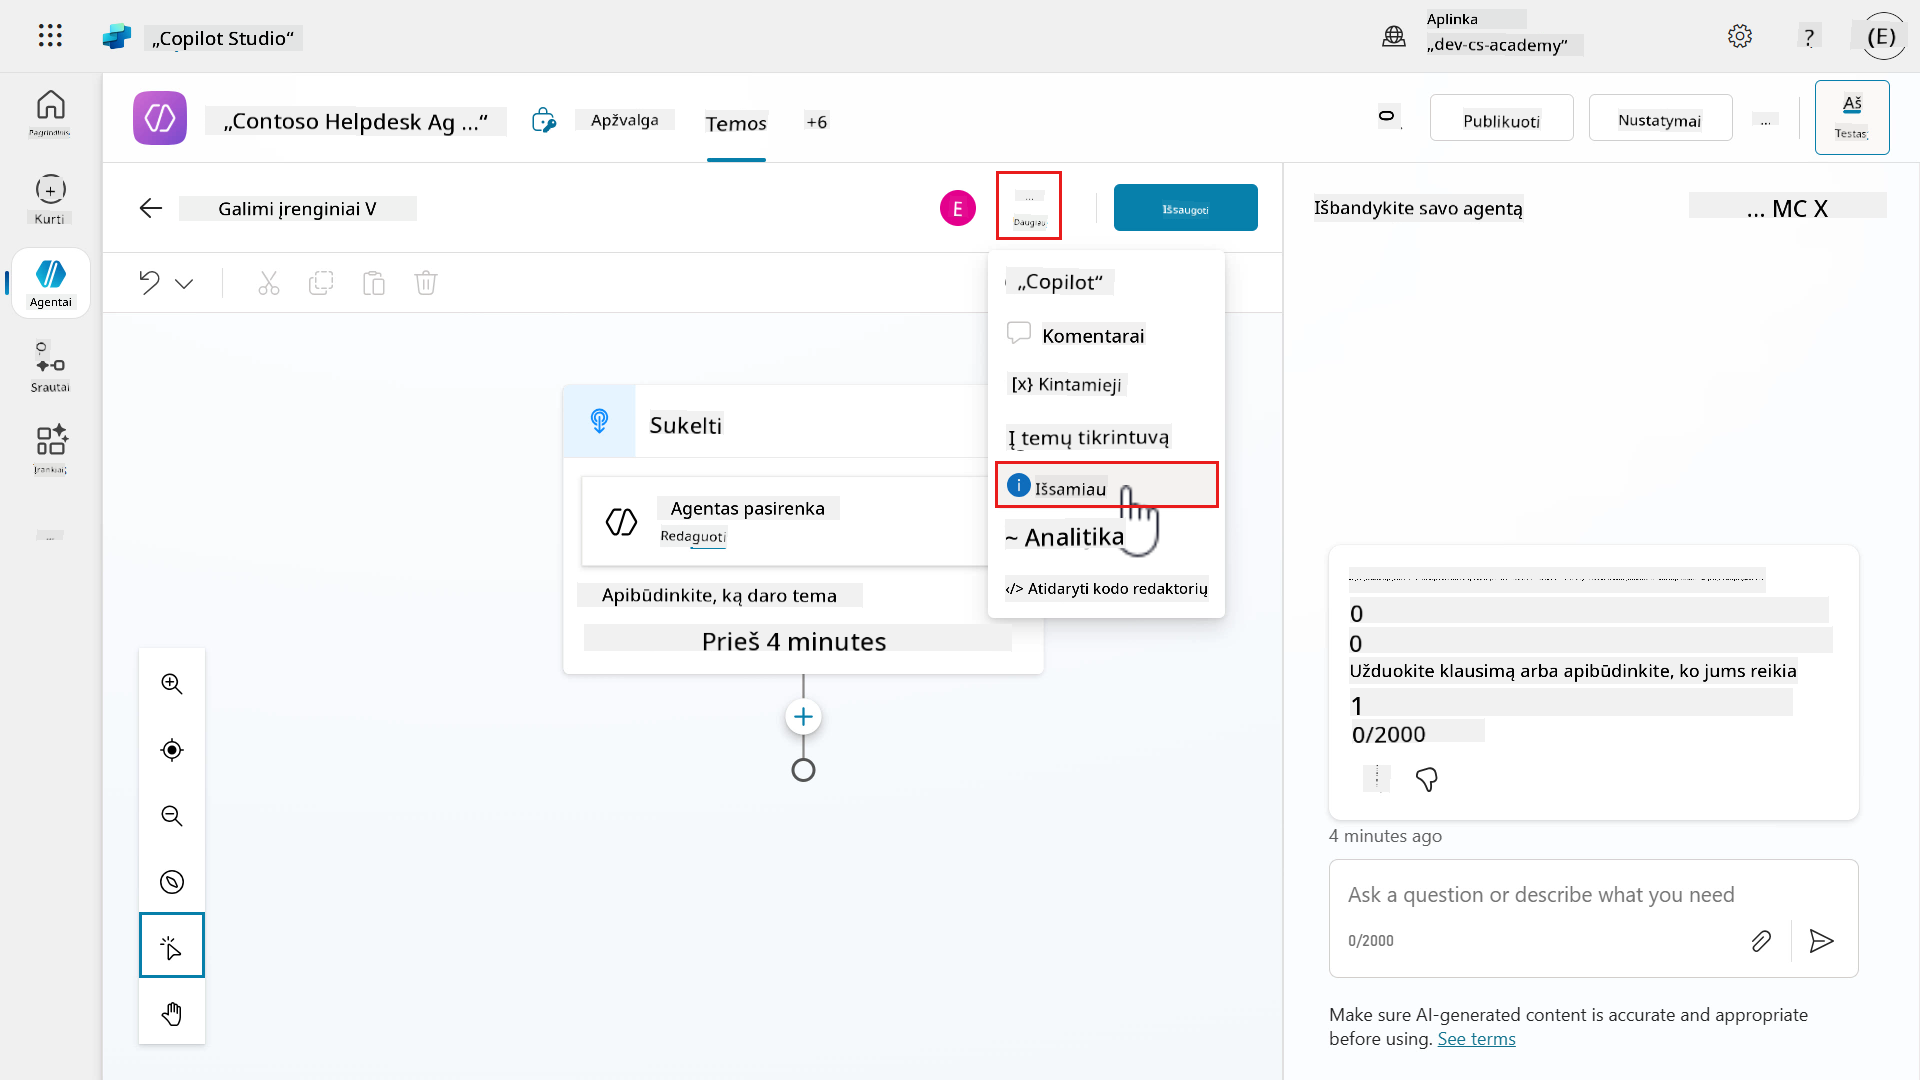 „Copilot Studio“
Aplinka
„dev-cs-academy”
?
(E)
Pagrindinis
Kurti
Agentai
Srautai
Įrankiai;
...
„Contoso Helpdesk Ag ...“
Apžvalga
Temos
+6
Publikuoti
Nustatymai
...
Aš
Testas
Galimi įrenginiai V
E
...
Daugiau
Išsaugoti
Išbandykite savo agentą
... MC X
„Copilot“
Komentarai
[x} Kintamieji
Į temų tikrintuvą
Išsamiau
~ Analitika
</> Atidaryti kodo redaktorių
Sukelti
Agentas pasirenka
Redaguoti
Apibūdinkite, ką daro tema
Prieš 4 minutes
0
0
Užduokite klausimą arba apibūdinkite, ko jums reikia
1
0/2000
4 minutes ago
Ask a question or describe what you need
0/2000
Make sure AI-generated content is accurate and appropriate
before using. See terms